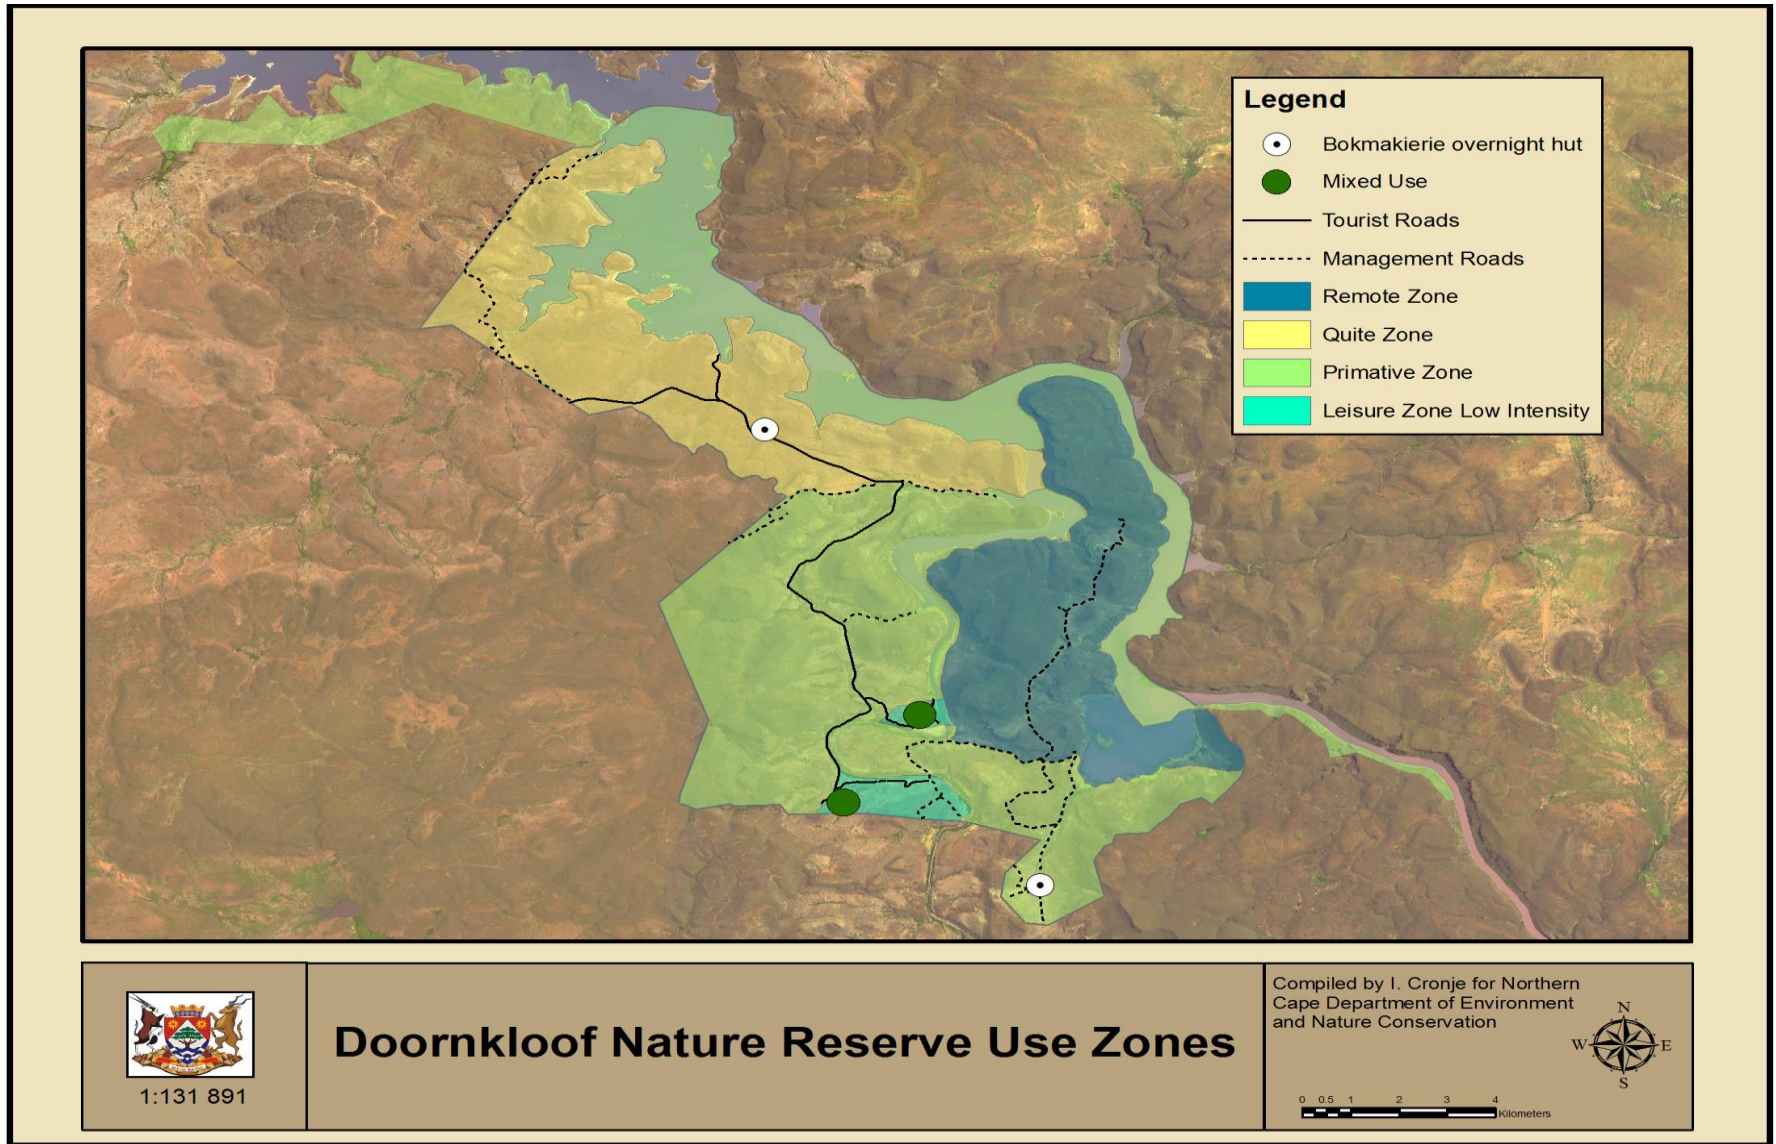 Legend
Bokmakierie overnight hut
Mixed Use
Tourist Roads
Management Roads
Remote Zone
Quite Zone
Primative Zone
Leisure Zone Low Intensity
1:131 891
Doornkloof Nature Reserve Use Zones
Compiled by I. Cronje for Northern
Cape Department of Environment
and Nature Conservation
N
W E
S
0 0.5 1 2 3 4
Kilometers